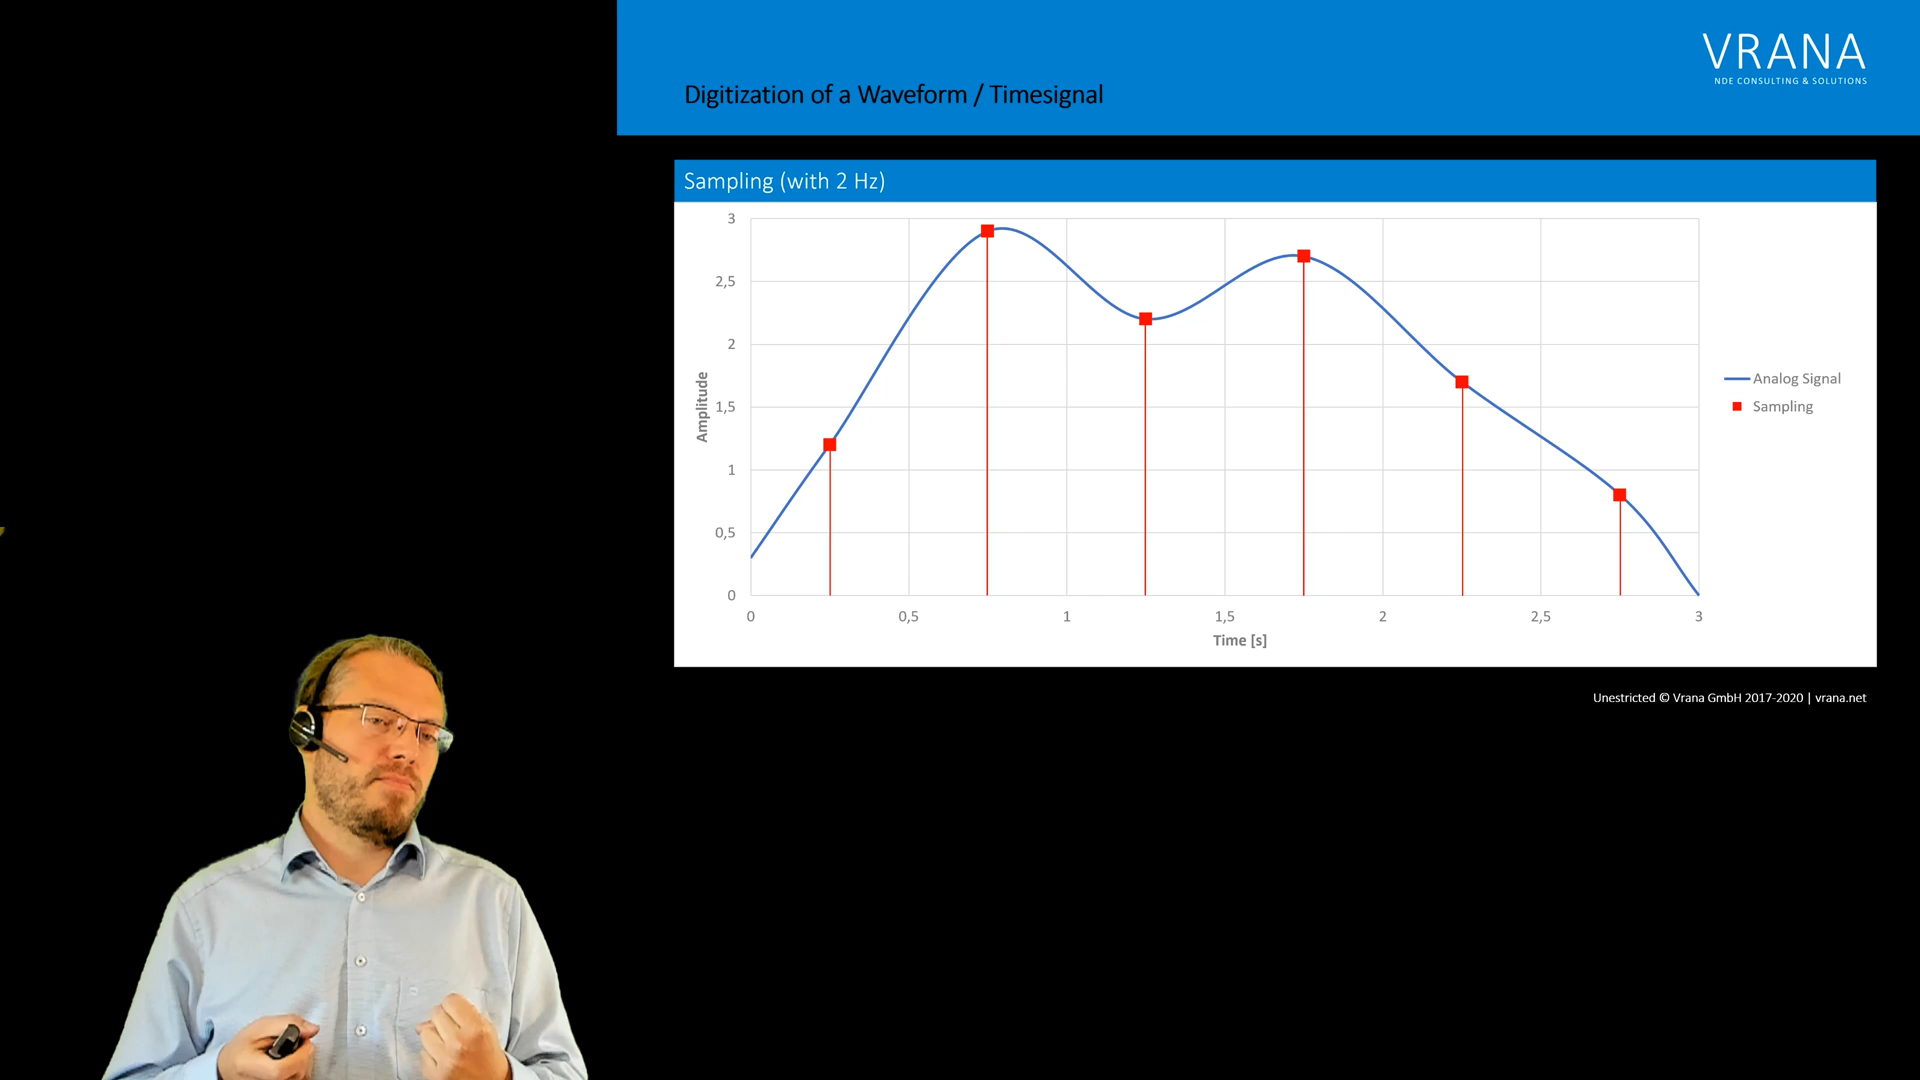 VRANA
NDE CONSULTING & SOLUTIONS
Digitization of a Waveform / Timesignal
Sampling (with 2 Hz)
3
2,5
2
1,5
1
0,5
0
Amplitude
0 0,5 1 1,5 2 2,5 3
Time [s]
Analog Signal
Sampling
Unestricted © Vrana GmbH 2017-2020 | vrana.net